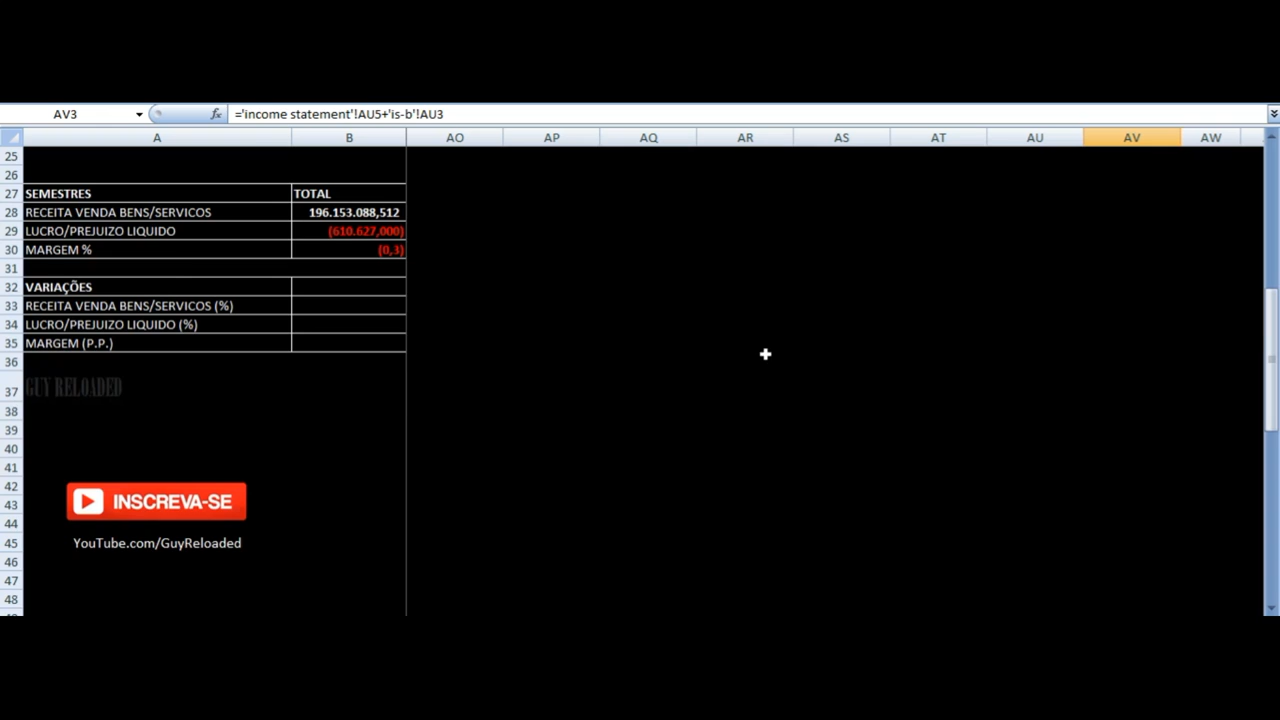 AV3 fx ='income statement'!AU5+'is-b'!AU3
A B AO AP AQ AR AS AT AU AV AW
25
26
27 SEMESTRES TOTAL
28 RECEITA VENDA BENS/SERVICOS 196.153.088,512
29 LUCRO/PREJUIZO LIQUIDO (610.627,000)
30 MARGEM % (0,3)
31
32 VARIAÇÕES
33 RECEITA VENDA BENS/SERVICOS (%)
34 LUCRO/PREJUIZO LIQUIDO (%)
35 MARGEM (P.P.)
36
37 GUY RELOADED
38
39
40
41
42
43 INSCREVA-SE
44
45 YouTube.com/GuyReloaded
46
47
48